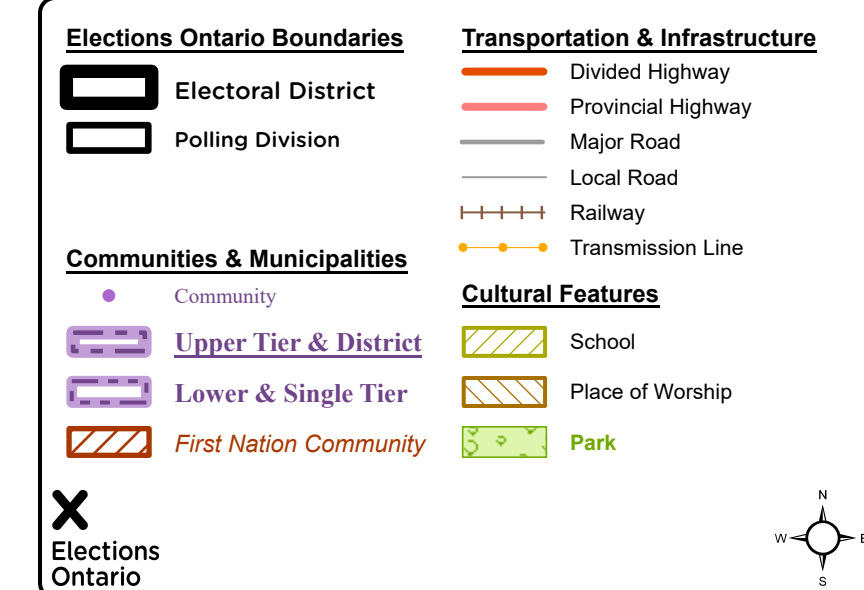 Elections Ontario Boundaries
Electoral District
Polling Division
Communities & Municipalities
Community
Upper Tier & District
Lower & Single Tier
First Nation Community
Transportation & Infrastructure
Divided Highway
Provincial Highway
Major Road
Local Road
Railway
Transmission Line
Cultural Features
School
Place of Worship
Park
Elections
Ontario
N
W E
S